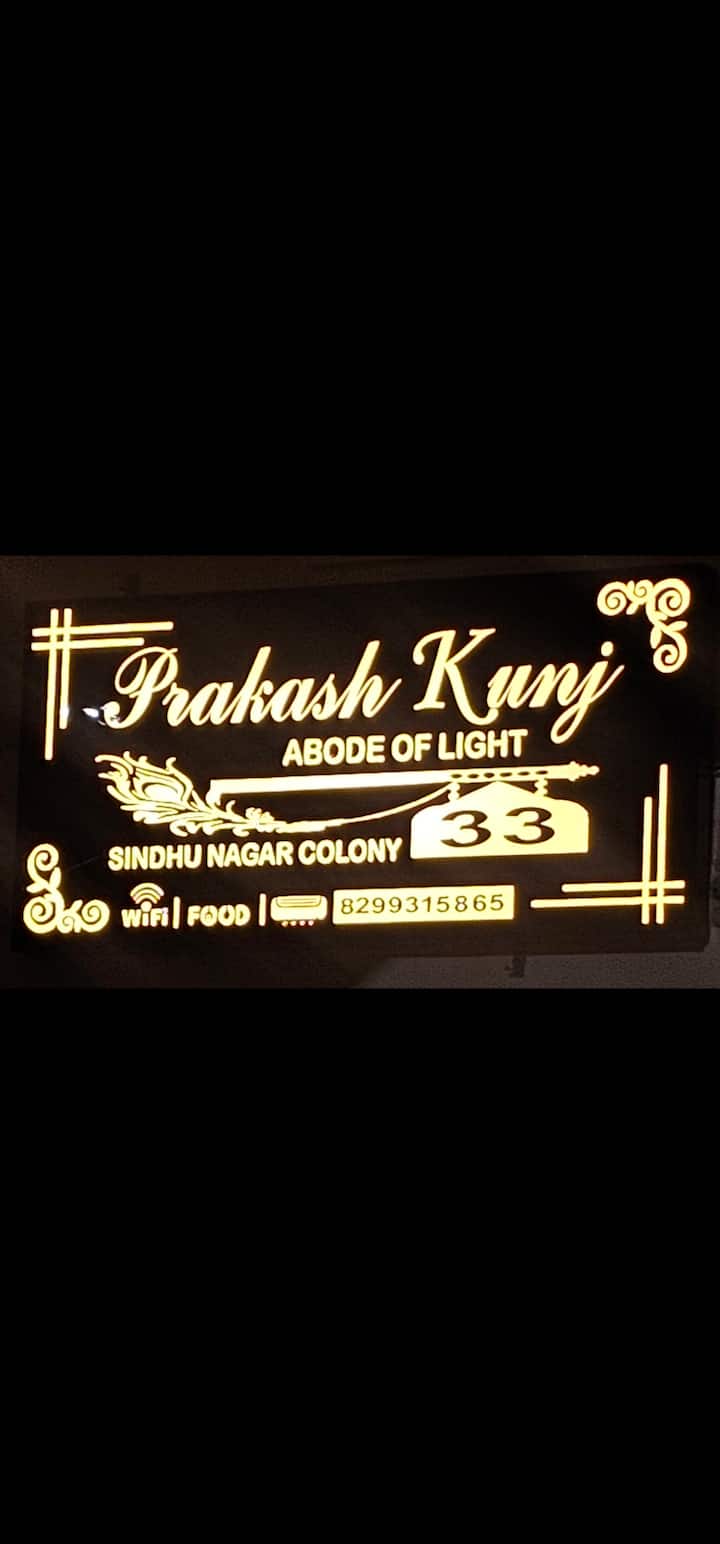 Prakash Kunj
ABODE OF LIGHT
33
SINDHU NAGAR COLONY
WiFi | FOOD | 8299315865